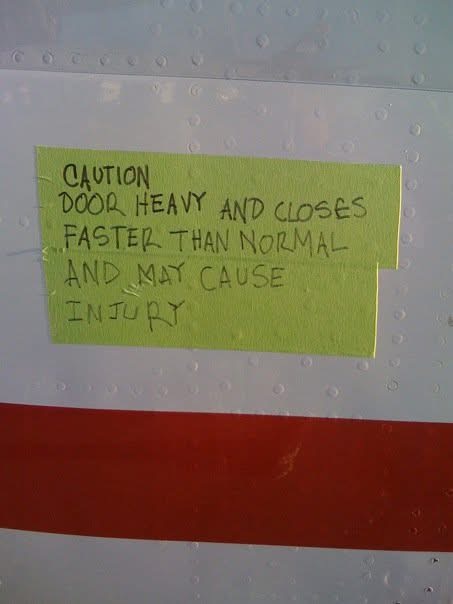 CAUTION
DOOR HEAVY AND CLOSES
FASTER THAN NORMAL
AND MAY CAUSE
INJURY